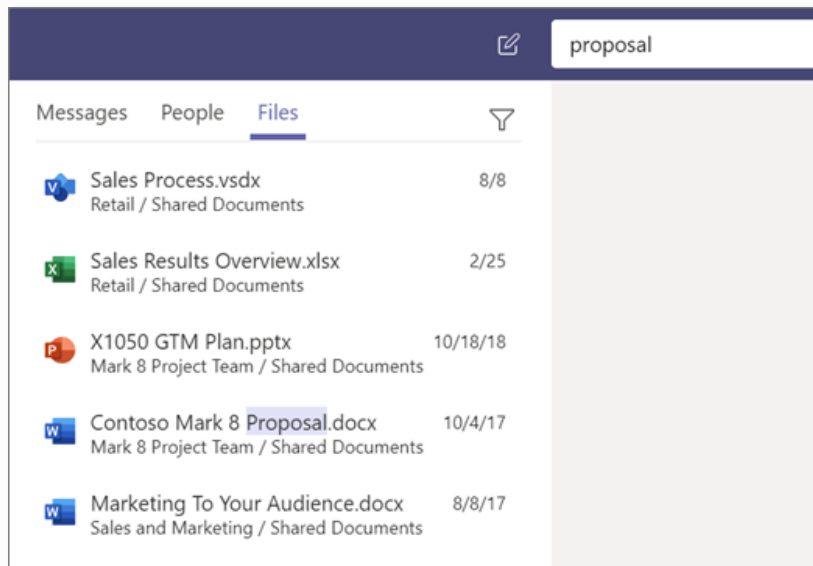 proposal
Messages People Files
Sales Process.vsdx 8/8
Retail / Shared Documents
Sales Results Overview.xlsx 2/25
Retail / Shared Documents
X1050 GTM Plan.pptx 10/18/18
Mark 8 Project Team / Shared Documents
Contoso Mark 8 Proposal.docx 10/4/17
Mark 8 Project Team / Shared Documents
Marketing To Your Audience.docx 8/8/17
Sales and Marketing / Shared Documents